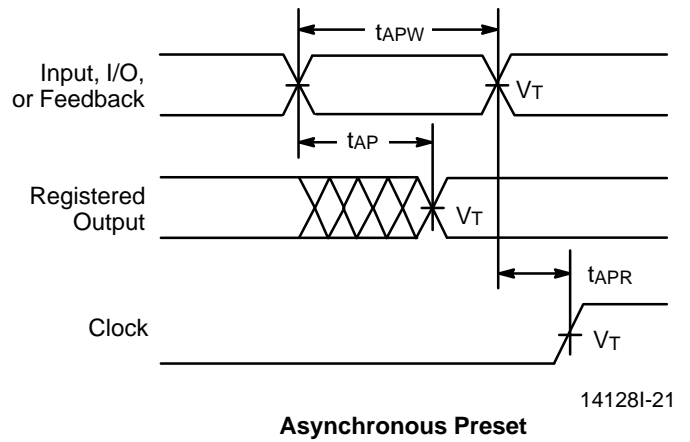 tAPW
Input, I/O,
or Feedback
VT
tAP
Registered
Output
VT
tAPR
Clock
VT
14128I-21
Asynchronous Preset